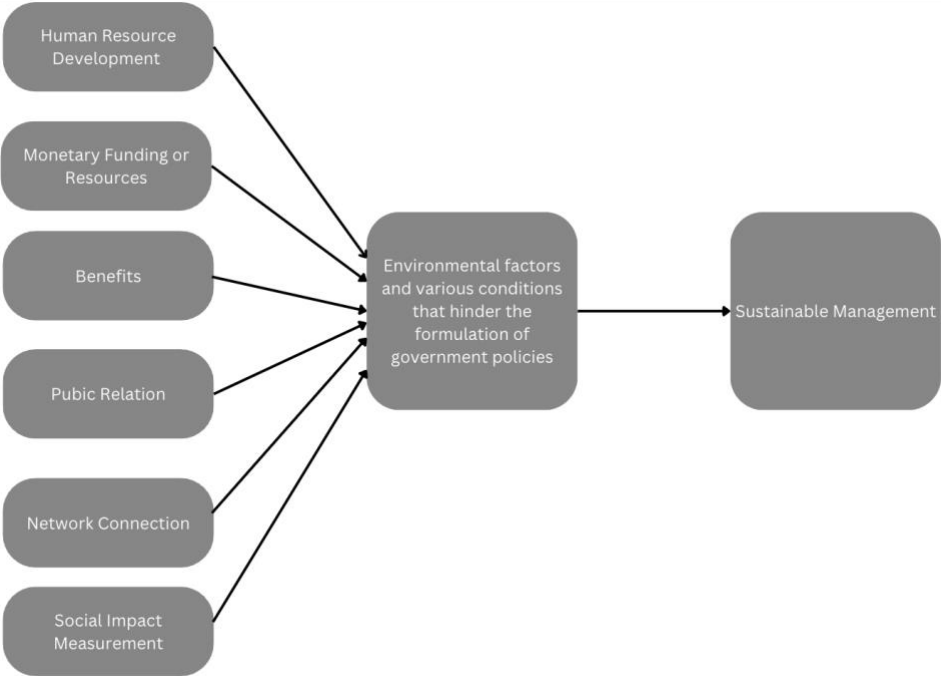 Human Resource
Development
Monetary Funding or
Resources
Benefits
Pubic Relation
Network Connection
Social Impact
Measurement
Environmental factors
and various conditions
that hinder the
formulation of
government policies
Sustainable Management